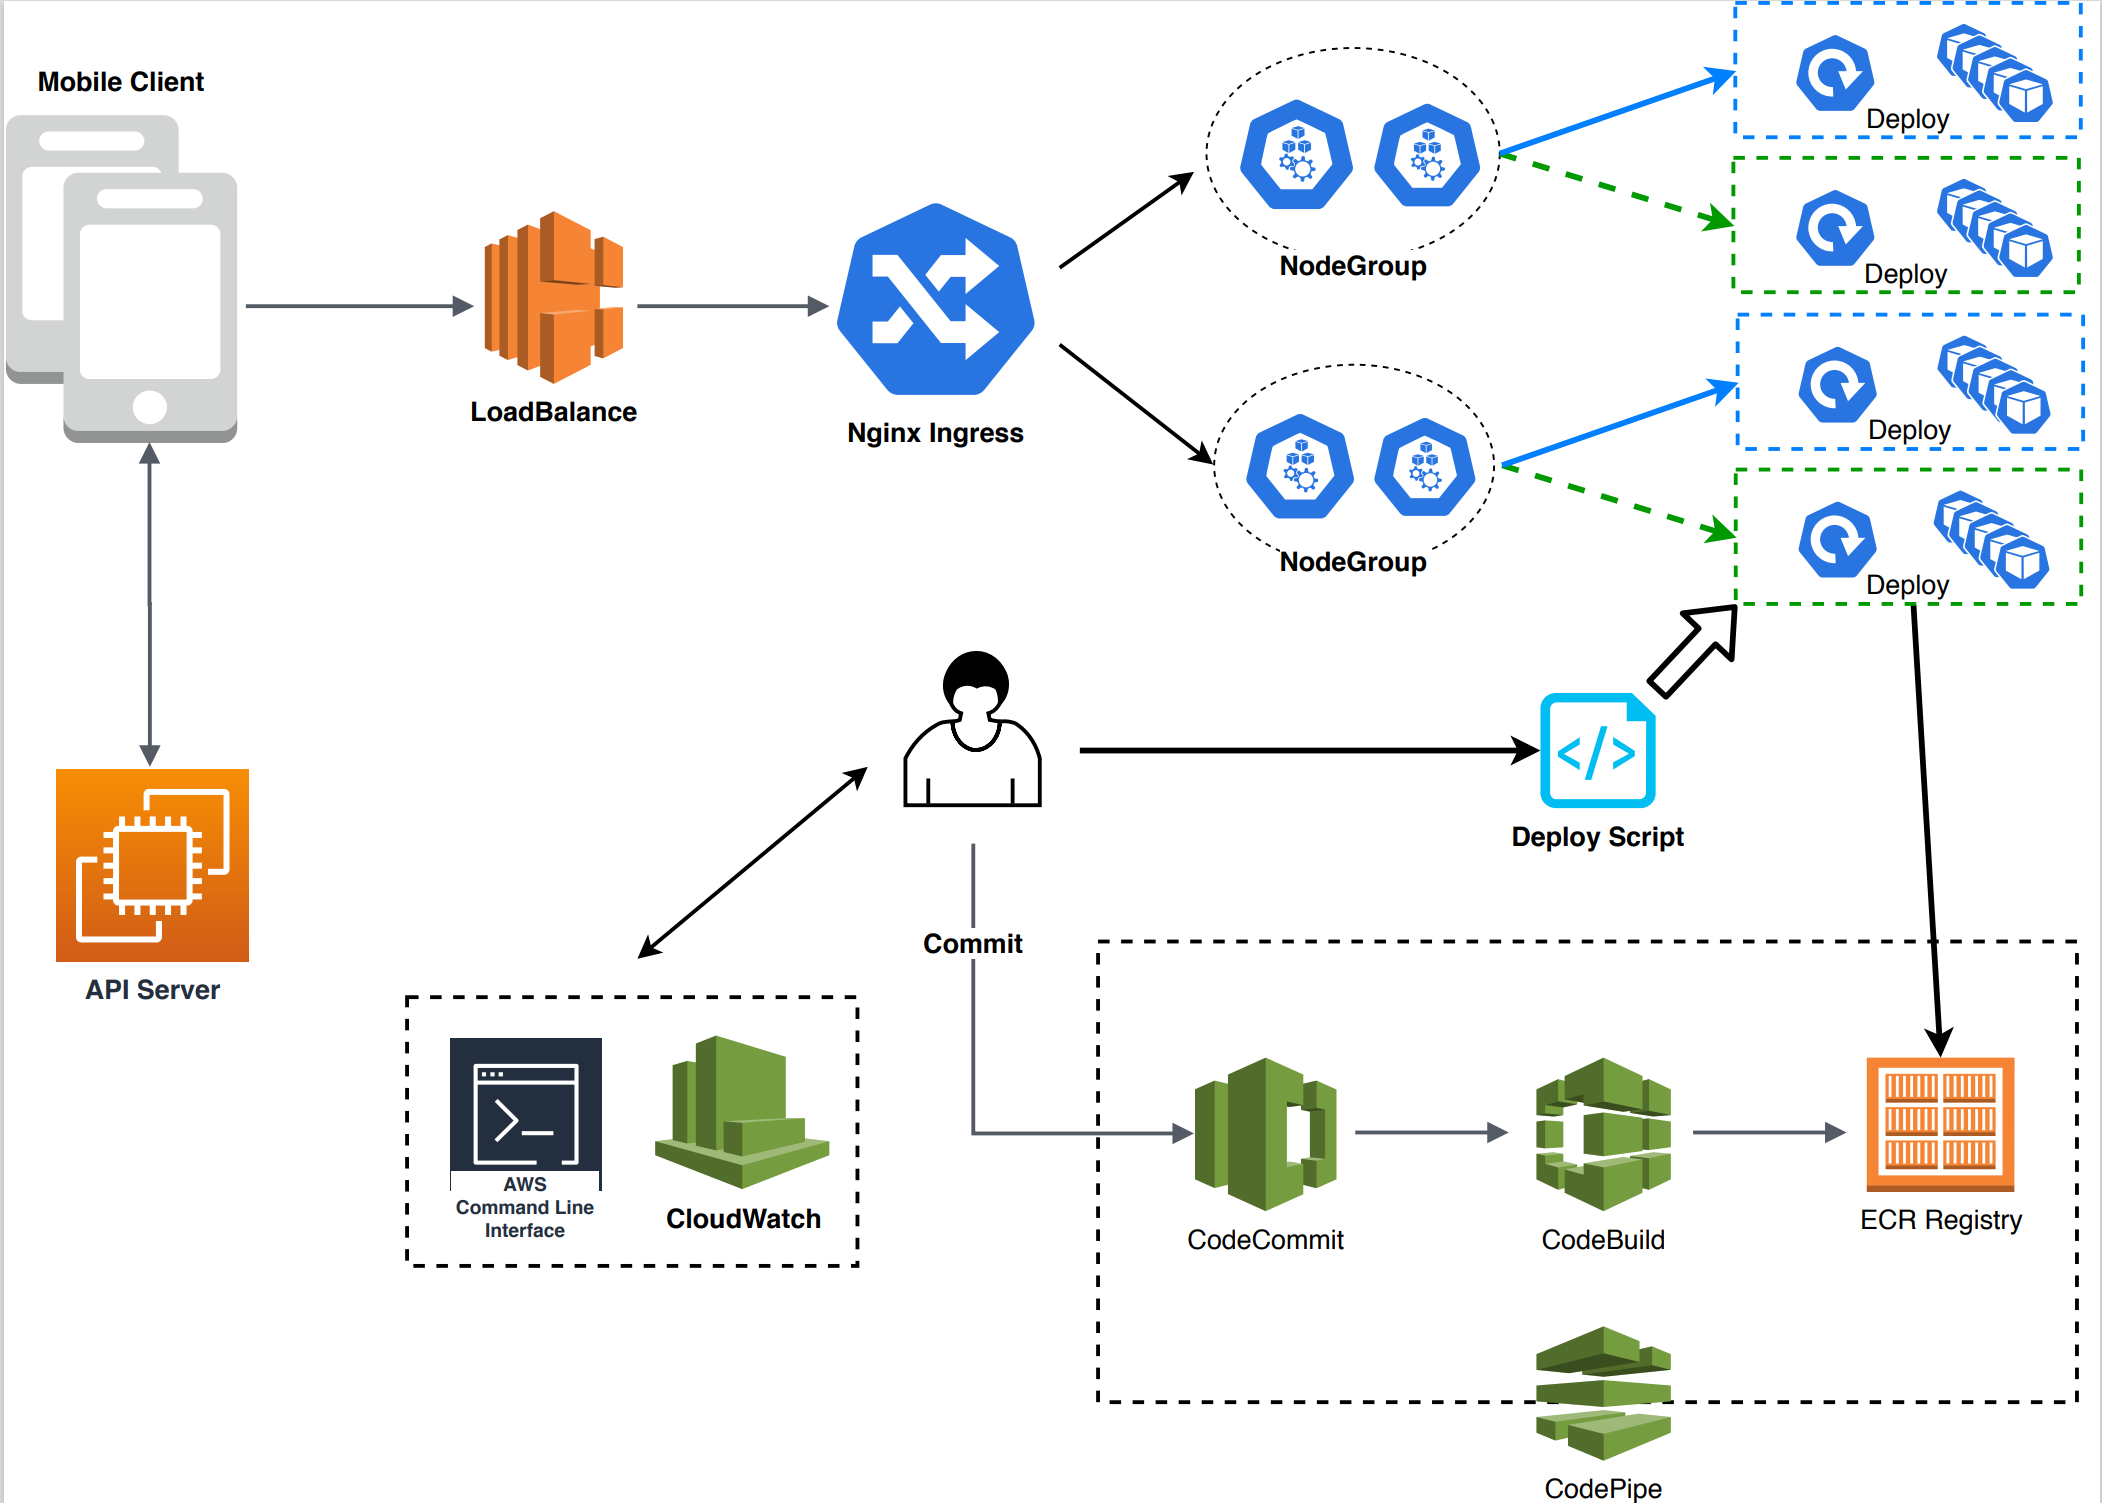 Mobile Client
Deploy
Deploy
NodeGroup
LoadBalance
Nginx Ingress
Deploy
NodeGroup
Deploy
</>
Deploy Script
Commit
API Server
AWS
Command Line
Interface
CloudWatch
CodeCommit
CodeBuild
ECR Registry
CodePipe